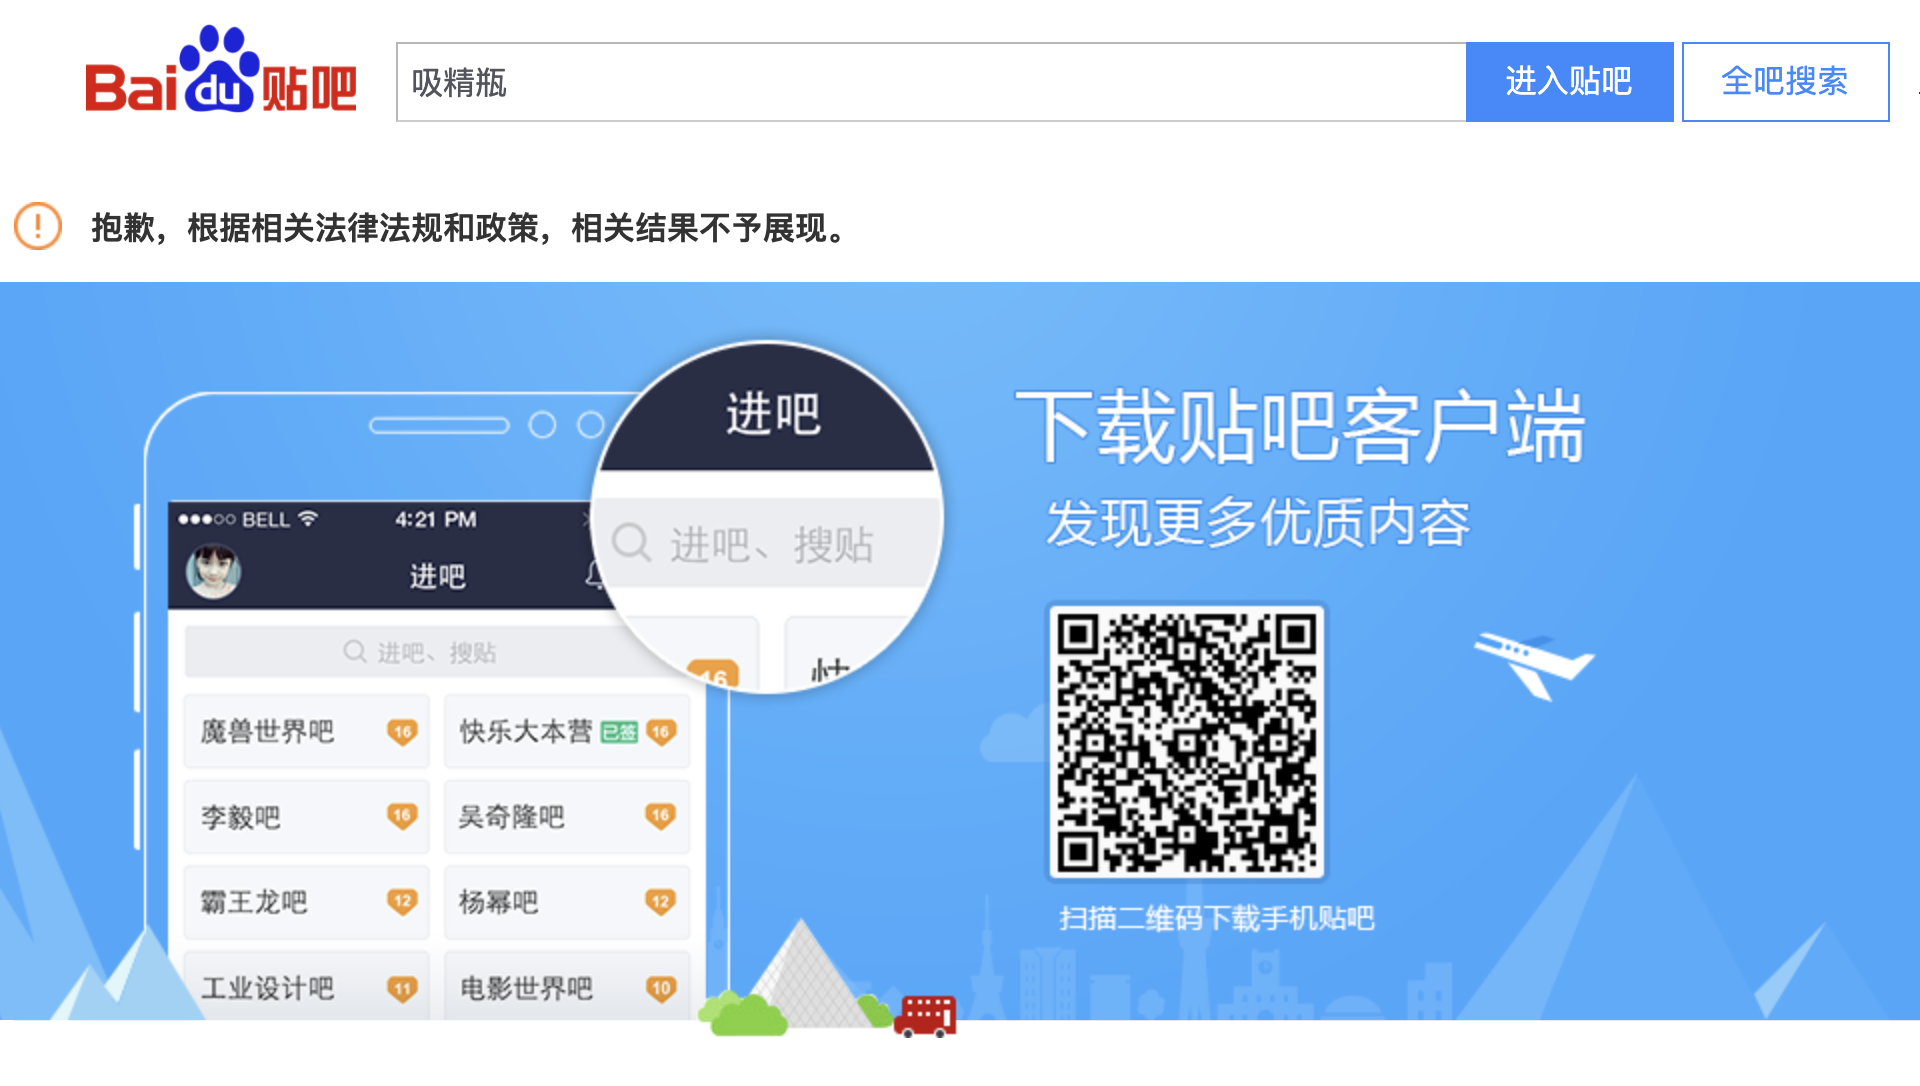 Bai du 贴吧
吸精瓶
进入贴吧
全吧搜索
抱歉，根据相关法律法规和政策，相关结果不予展现。
BELL 4:21 PM
进吧
进吧、搜贴
魔兽世界吧 16
快乐大本营 已签 16
李毅吧 16
吴奇隆吧 16
霸王龙吧 12
杨幂吧 12
工业设计吧 11
电影世界吧 10
进吧
进吧、搜贴
16
下载贴吧客户端
发现更多优质内容
扫描二维码下载手机贴吧